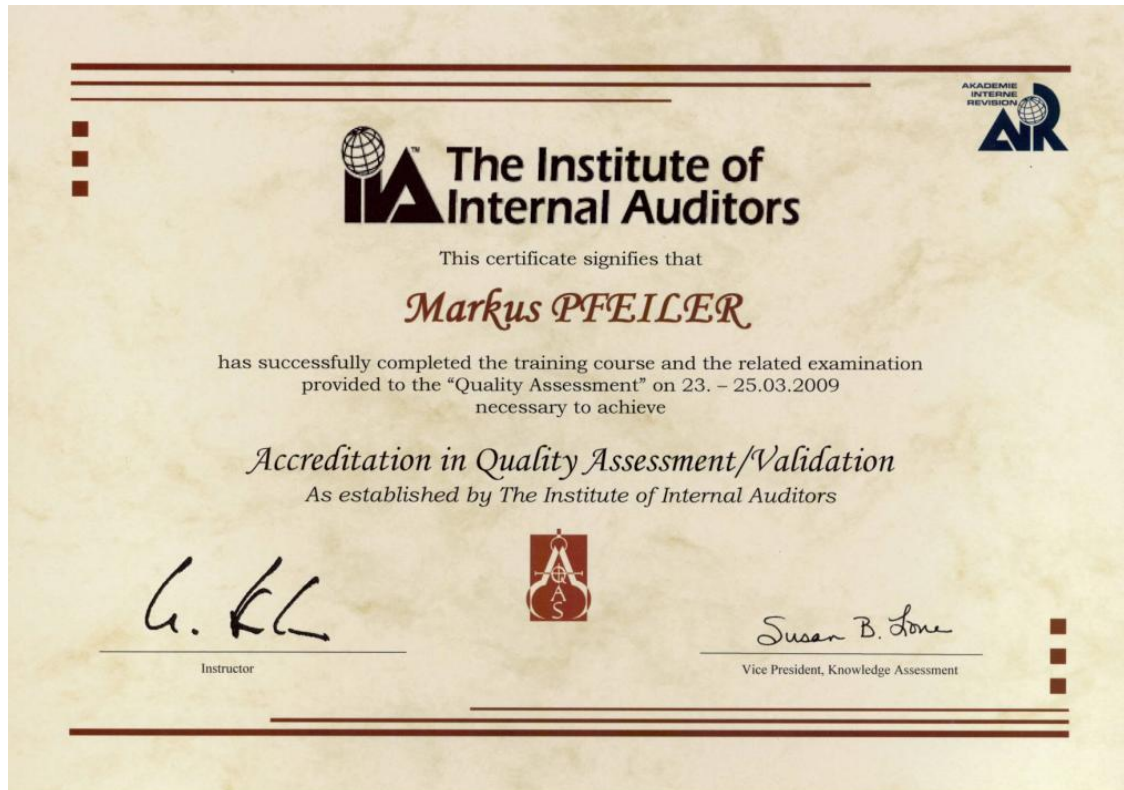 AKADEMIE
INTERNE
REVISION
AIR
IIA™
The Institute of
Internal Auditors
This certificate signifies that
Markus PFEILER
has successfully completed the training course and the related examination
provided to the “Quality Assessment” on 23. – 25.03.2009
necessary to achieve
Accreditation in Quality Assessment/Validation
As established by The Institute of Internal Auditors
QAS
Susan B. Lone
Instructor
Vice President, Knowledge Assessment